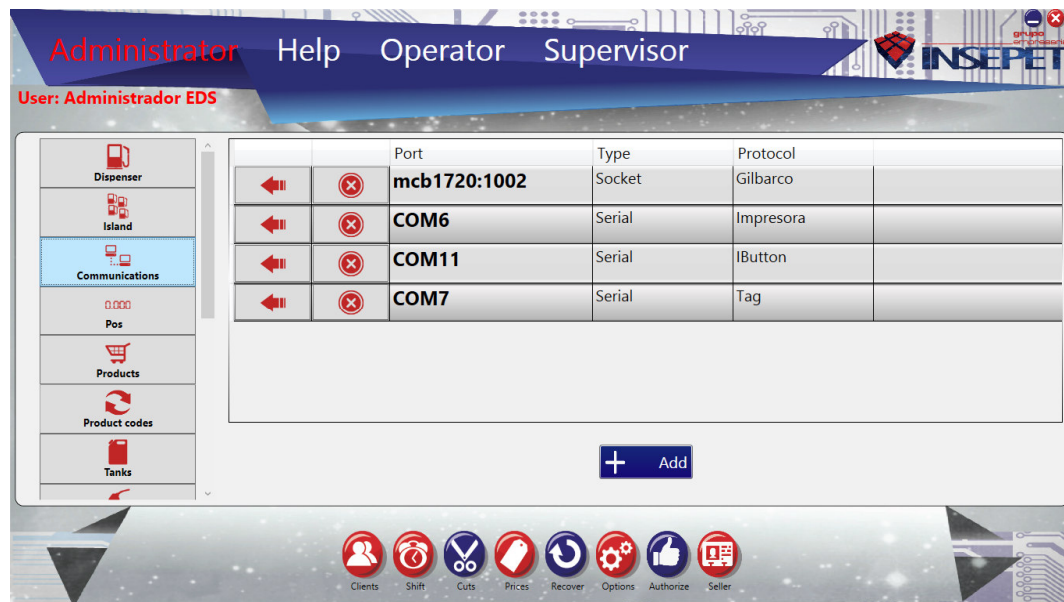 Administrator Help Operator Supervisor
grupo
empresarial
INSEPET
User: Administrador EDS
Dispenser
Island
Communications
0.000
Pos
Products
Product codes
Tanks
Port Type Protocol
mcb1720:1002 Socket Gilbarco
COM6 Serial Impresora
COM11 Serial IButton
COM7 Serial Tag
Add
Clients Shift Cuts Prices Recover Options Authorize Seller